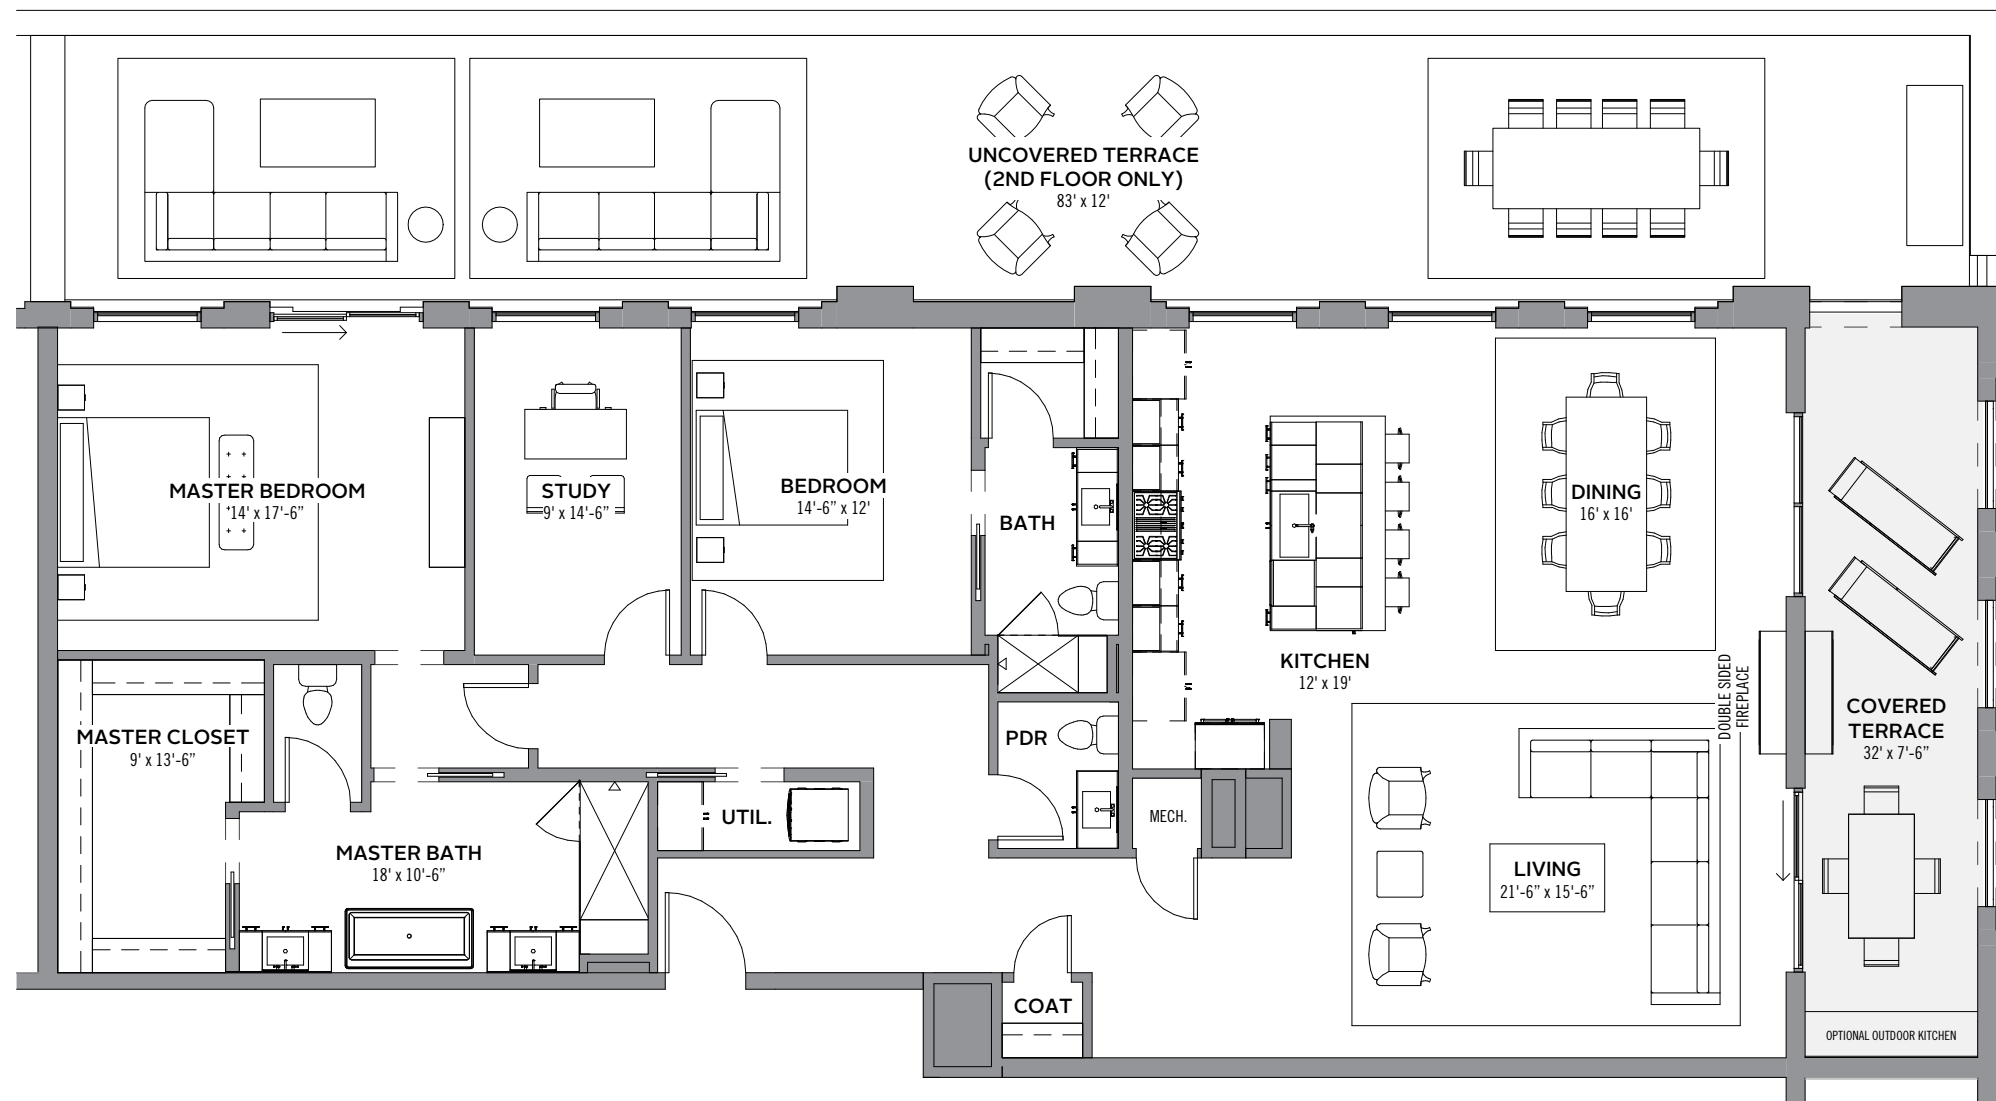 UNCOVERED TERRACE
(2ND FLOOR ONLY)
83' x 12'
MASTER BEDROOM
14' x 17'-6”
STUDY
9' x 14'-6”
BEDROOM
14'-6” x 12'
BATH
DINING
16' x 16'
KITCHEN
12' x 19'
DOUBLE SIDED
FIREPLACE
COVERED
TERRACE
32' x 7'-6”
MASTER CLOSET
9' x 13'-6”
PDR
UTIL.
MECH.
MASTER BATH
18' x 10'-6”
LIVING
21'-6” x 15'-6”
COAT
OPTIONAL OUTDOOR KITCHEN